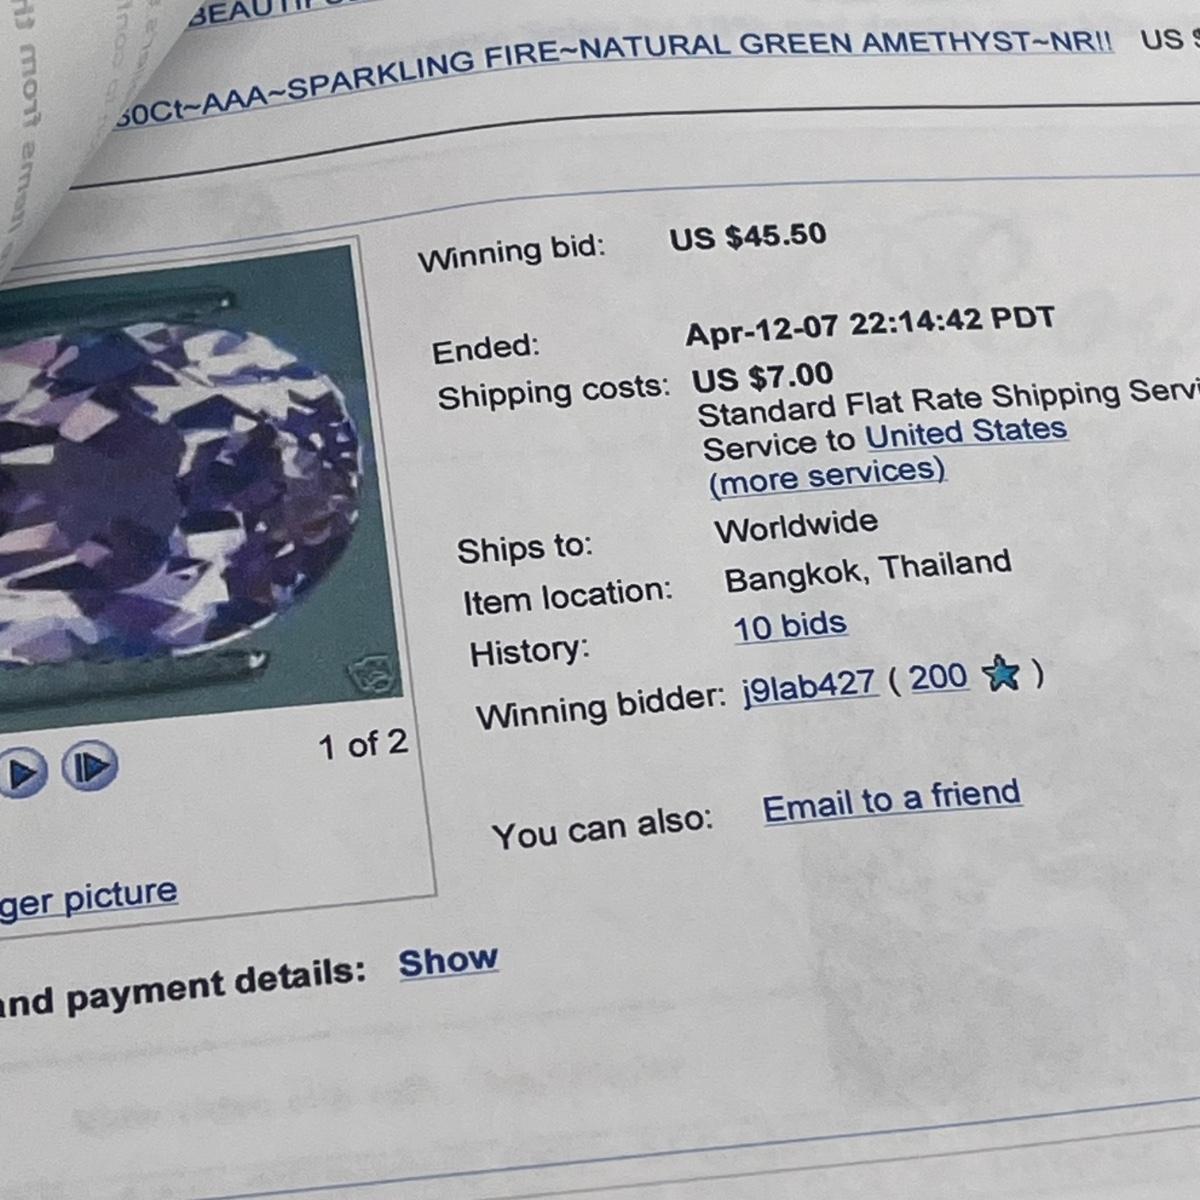 BEAUTIF
60Ct~AAA~SPARKLING FIRE~NATURAL GREEN AMETHYST~NR!! US $
Winning bid: US $45.50
Ended: Apr-12-07 22:14:42 PDT
Shipping costs: US $7.00
Standard Flat Rate Shipping Servi
Service to United States
(more services)
Ships to: Worldwide
Item location: Bangkok, Thailand
History: 10 bids
Winning bidder: j9lab427 ( 200 )
1 of 2
You can also: Email to a friend
ger picture
and payment details: Show